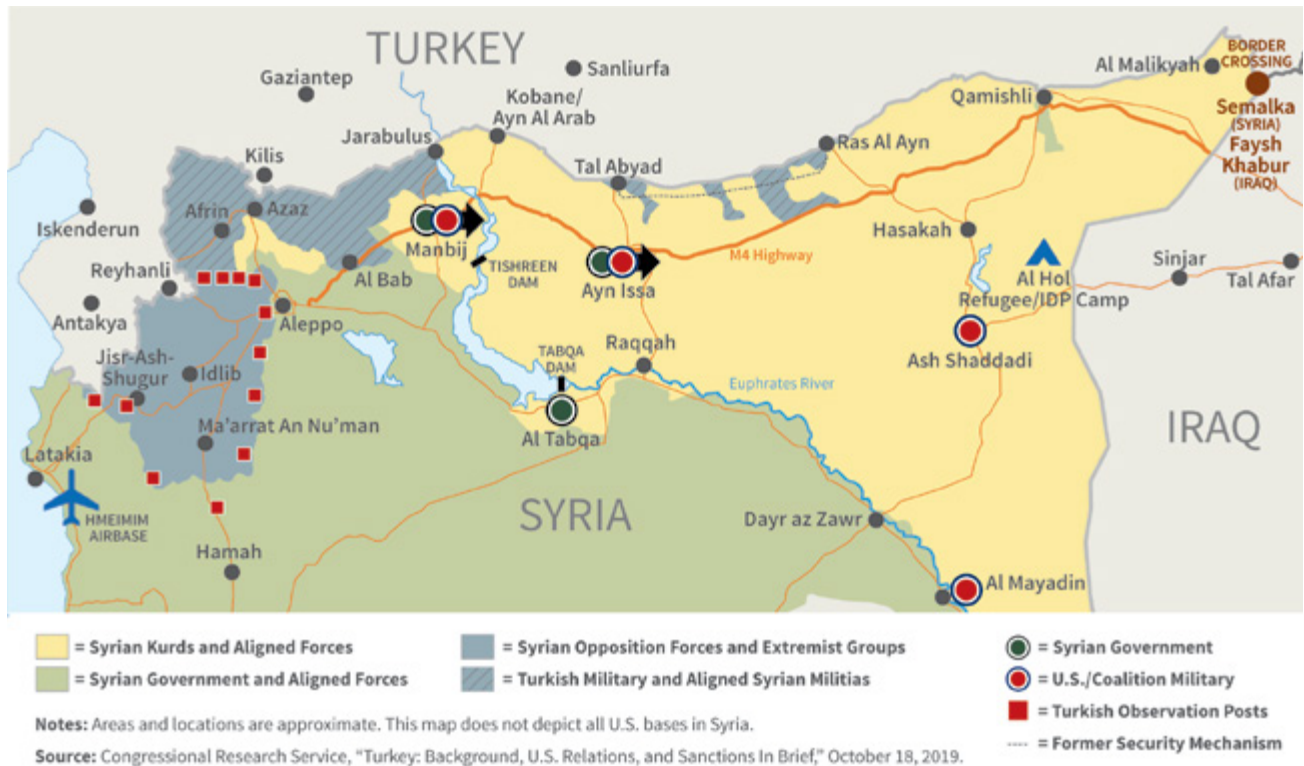 TURKEY
Gaziantep
Sanliurfa
Al Malikyah
BORDER
CROSSING
Semalka
(SYRIA)
Faysh
Khabur
(IRAQ)
Kobane/
Ayn Al Arab
Qamishli
Jarabulus
Ras Al Ayn
Kilis
Tal Abyad
Afrin
Azaz
Iskenderun
Manbij
Hasakah
M4 Highway
Reyhanli
Al Bab
TISHREEN
DAM
Ayn Issa
Al Hol
Refugee/IDP Camp
Sinjar
Tal Afar
Antakya
Aleppo
Raqqah
Ash Shaddadi
Jisr-Ash-
Shugur
Idlib
TABQA
DAM
Euphrates River
Ma'arrat An Nu'man
Al Tabqa
IRAQ
Latakia
SYRIA
Dayr az Zawr
HMEIMIM
AIRBASE
Hamah
Al Mayadin
= Syrian Kurds and Aligned Forces
= Syrian Opposition Forces and Extremist Groups
= Syrian Government
= Syrian Government and Aligned Forces
= Turkish Military and Aligned Syrian Militias
= U.S./Coalition Military
= Turkish Observation Posts
= Former Security Mechanism
Notes: Areas and locations are approximate. This map does not depict all U.S. bases in Syria.
Source: Congressional Research Service, “Turkey: Background, U.S. Relations, and Sanctions In Brief,” October 18, 2019.